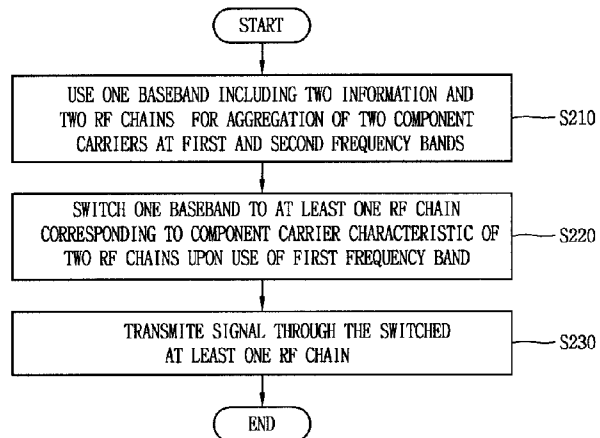 START
USE ONE BASEBAND INCLUDING TWO INFORMATION AND
TWO RF CHAINS FOR AGGREGATION OF TWO COMPONENT
CARRIERS AT FIRST AND SECOND FREQUENCY BANDS
S210
SWITCH ONE BASEBAND TO AT LEAST ONE RF CHAIN
CORRESPONDING TO COMPONENT CARRIER CHARACTERISTIC OF
TWO RF CHAINS UPON USE OF FIRST FREQUENCY BAND
S220
TRANSMITE SIGNAL THROUGH THE SWITCHED
AT LEAST ONE RF CHAIN
S230
END